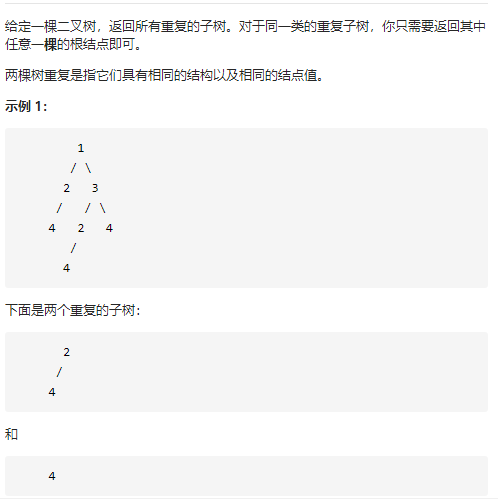 给定一棵二叉树，返回所有重复的子树。对于同一类的重复子树，你只需要返回其中
任意一棵的根结点即可。
两棵树重复是指它们具有相同的结构以及相同的结点值。
示例 1：
1
/ \
2   3
/   / \
4   2   4
/
4
下面是两个重复的子树：
2
/
4
和
4